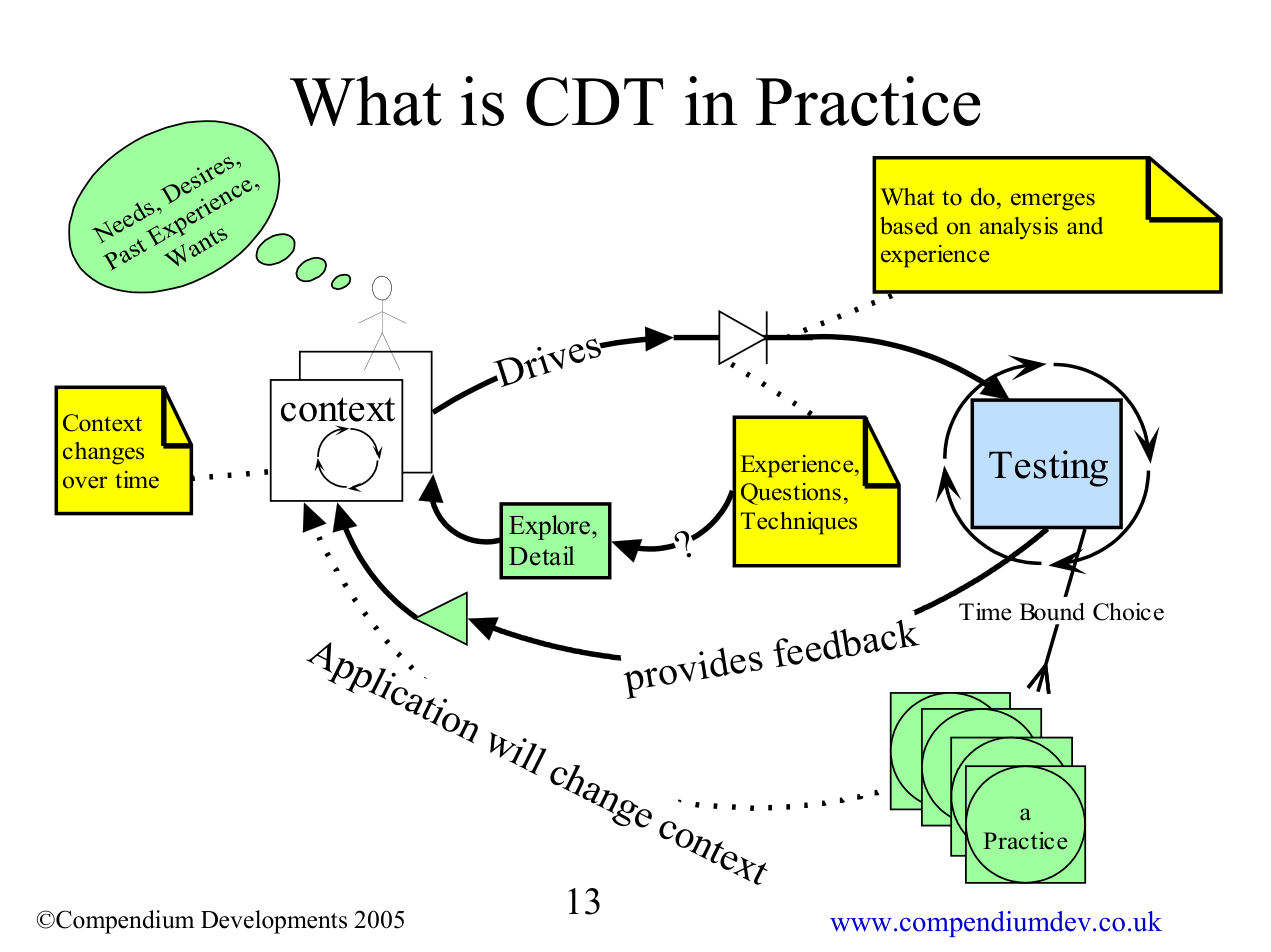 What is CDT in Practice
Needs, Desires,
Past Experience,
Wants
What to do, emerges
based on analysis and
experience
Drives
Context
changes
over time
context
Experience,
Questions,
Techniques
Testing
Explore,
Detail
?
Time Bound Choice
provides feedback
Application will change context
a
Practice
©Compendium Developments 2005
13
www.compendiumdev.co.uk